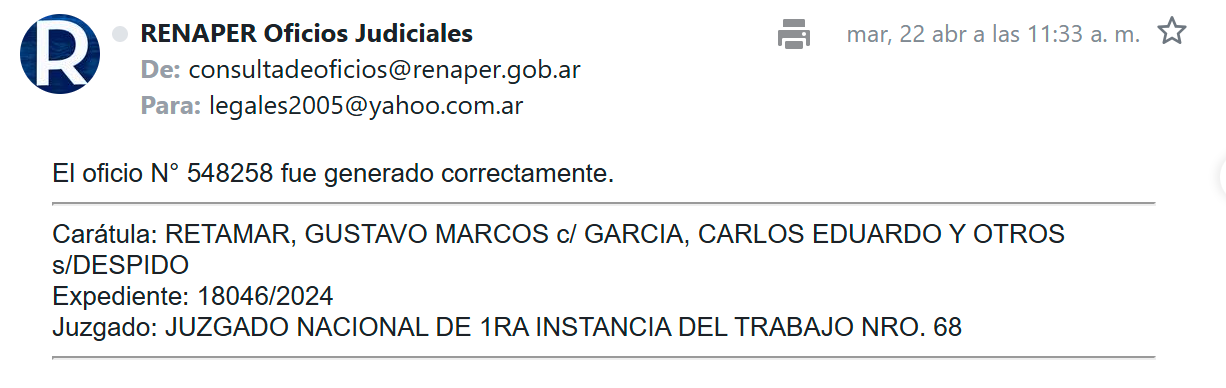 R
RENAPER Oficios Judiciales
mar, 22 abr a las 11:33 a. m.
De: consultadeoficios@renaper.gob.ar
Para: legales2005@yahoo.com.ar
El oficio N° 548258 fue generado correctamente.
Carátula: RETAMAR, GUSTAVO MARCOS c/ GARCIA, CARLOS EDUARDO Y OTROS
s/DESPIDO
Expediente: 18046/2024
Juzgado: JUZGADO NACIONAL DE 1RA INSTANCIA DEL TRABAJO NRO. 68